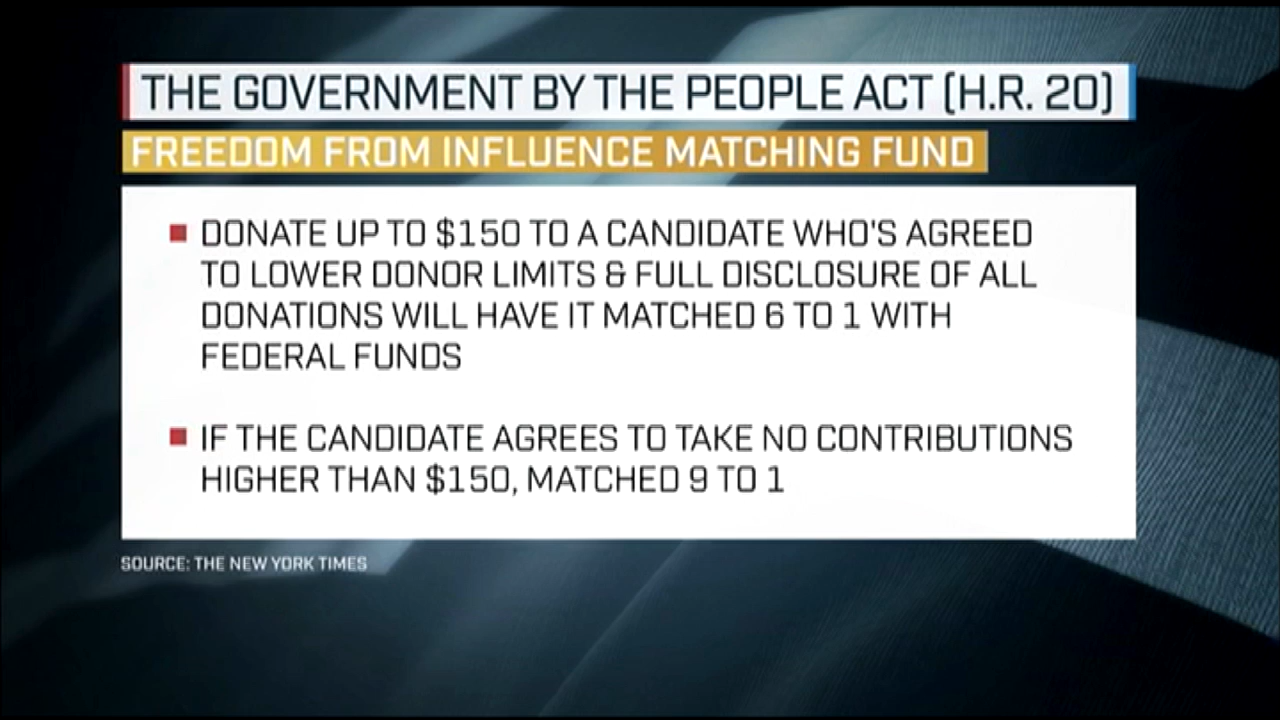 THE GOVERNMENT BY THE PEOPLE ACT (H.R. 20)
FREEDOM FROM INFLUENCE MATCHING FUND
DONATE UP TO $150 TO A CANDIDATE WHO'S AGREED
TO LOWER DONOR LIMITS & FULL DISCLOSURE OF ALL
DONATIONS WILL HAVE IT MATCHED 6 TO 1 WITH
FEDERAL FUNDS
IF THE CANDIDATE AGREES TO TAKE NO CONTRIBUTIONS
HIGHER THAN $150, MATCHED 9 TO 1
SOURCE: THE NEW YORK TIMES